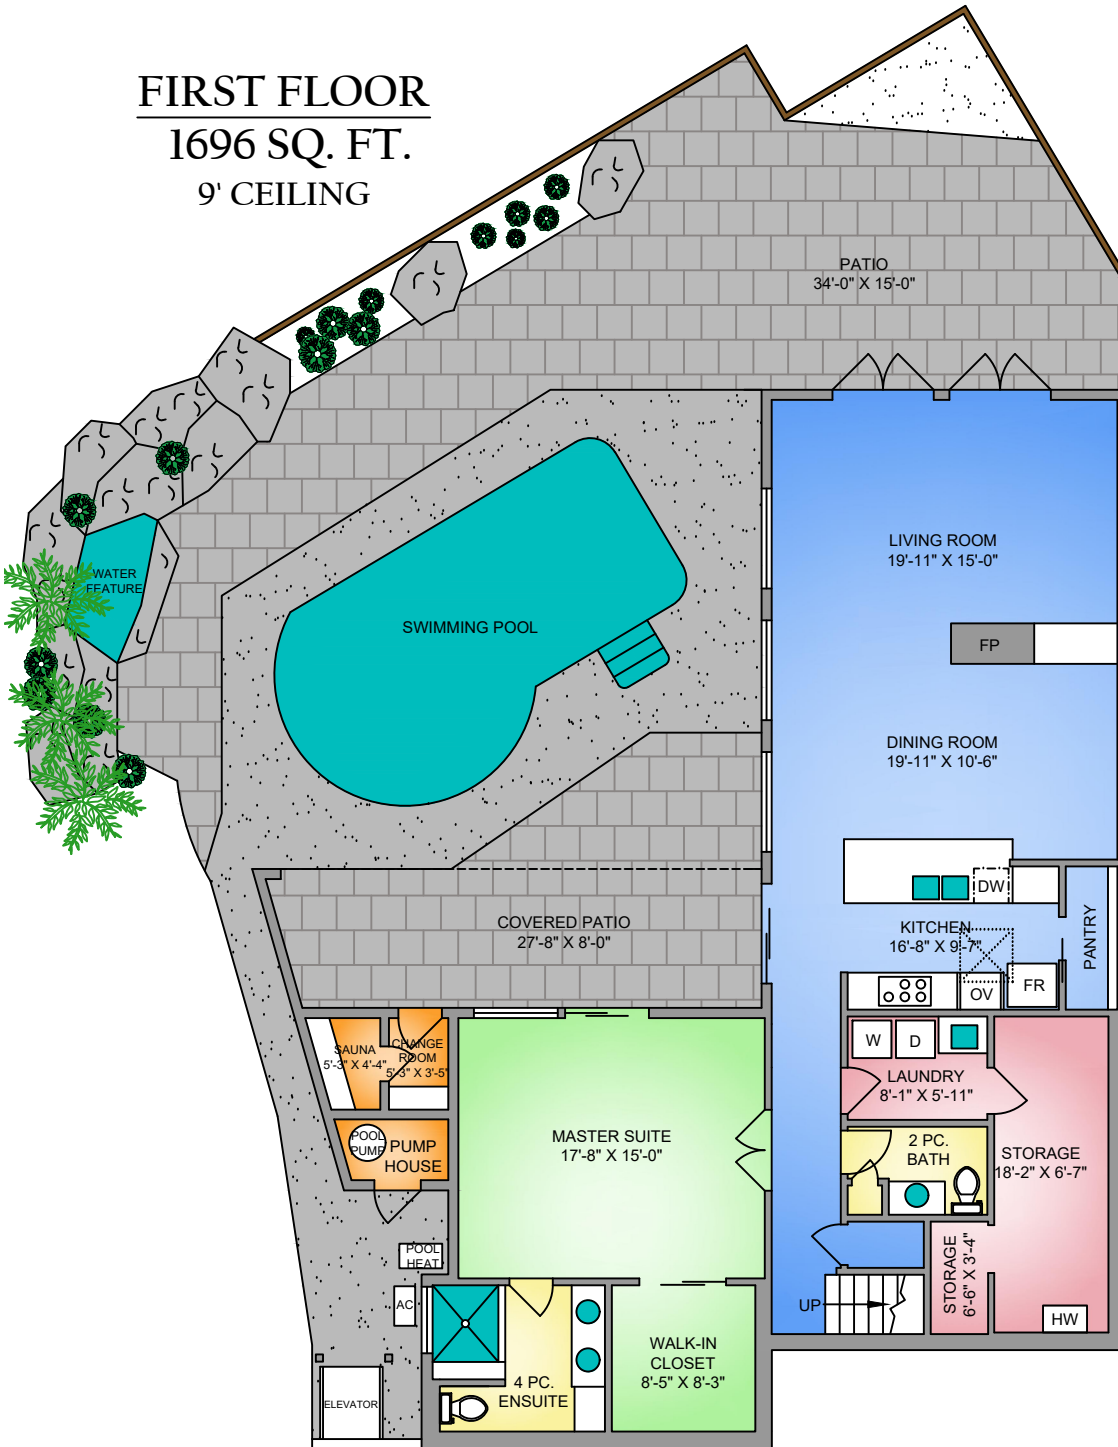 FIRST FLOOR
1696 SQ. FT.
9' CEILING
PATIO
34'-0" X 15'-0"
LIVING ROOM
19'-11" X 15'-0"
WATER
FEATURE
SWIMMING POOL
FP
DINING ROOM
19'-11" X 10'-6"
DW
COVERED PATIO
27'-8" X 8'-0"
KITCHEN
16'-8" X 9'-7"
PANTRY
OV
FR
SAUNA
5'-3" X 4'-4"
CHANGE
ROOM
5'-3" X 3'-5"
W
D
LAUNDRY
8'-1" X 5'-11"
POOL
PUMP
PUMP
HOUSE
MASTER SUITE
17'-8" X 15'-0"
2 PC.
BATH
STORAGE
18'-2" X 6'-7"
POOL
HEAT
AC
STORAGE
6'-6" X 3'-4"
UP
HW
WALK-IN
CLOSET
8'-5" X 8'-3"
4 PC.
ENSUITE
ELEVATOR